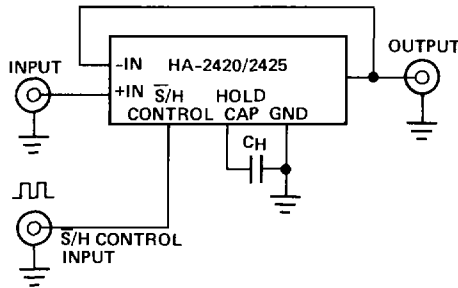 OUTPUT
-IN
HA-2420/2425
INPUT
+IN S̅/H HOLD
CONTROL CAP GND
CH
S̅/H CONTROL
INPUT